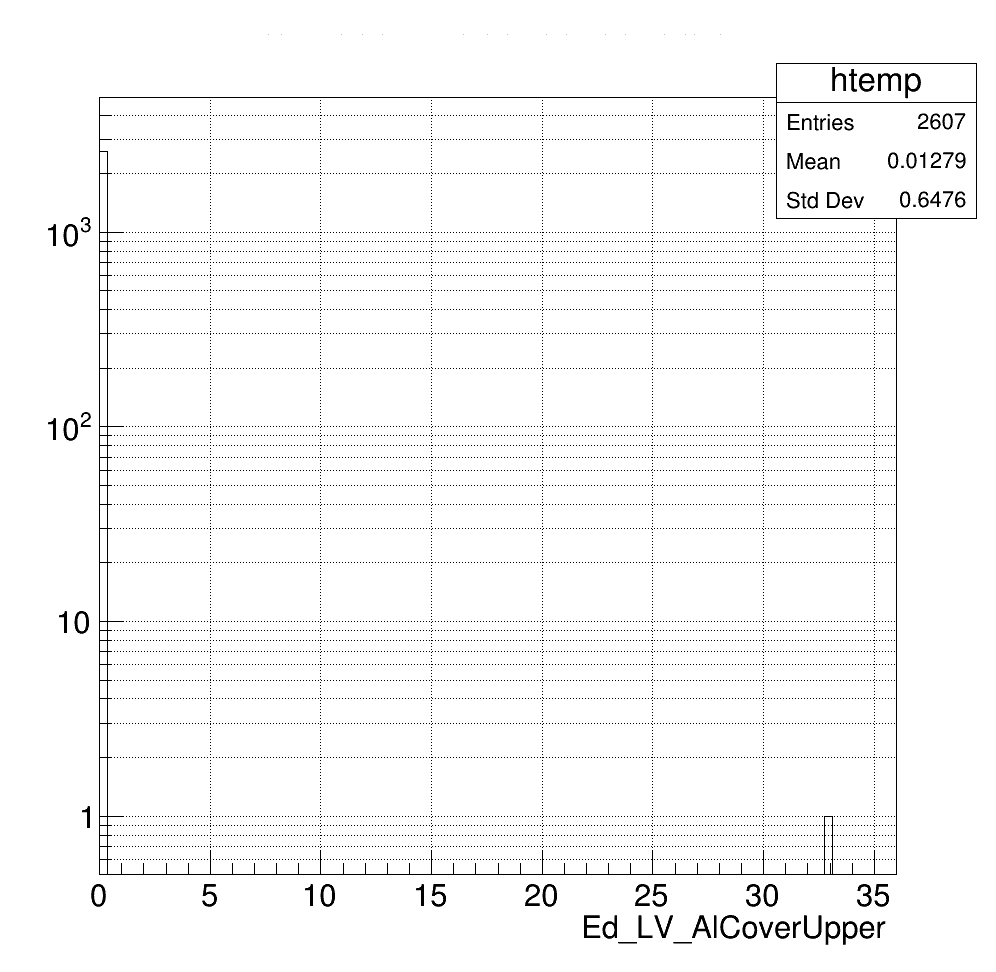 htemp
Entries 2607
Mean 0.01279
Std Dev 0.6476
10³
10²
10
1
0 5 10 15 20 25 30 35
Ed_LV_AlCoverUpper